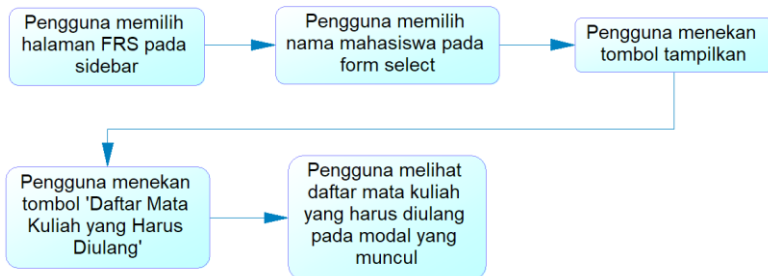 Pengguna memilih
halaman FRS pada
sidebar
Pengguna memilih
nama mahasiswa pada
form select
Pengguna menekan
tombol tampilkan
Pengguna menekan
tombol 'Daftar Mata
Kuliah yang Harus
Diulang'
Pengguna melihat
daftar mata kuliah
yang harus diulang
pada modal yang
muncul